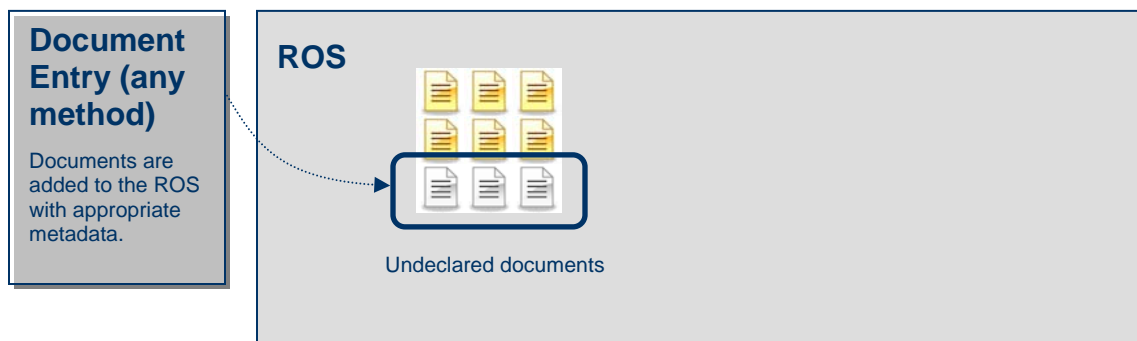 Document
Entry (any
method)
Documents are
added to the ROS
with appropriate
metadata.
ROS
Undeclared documents